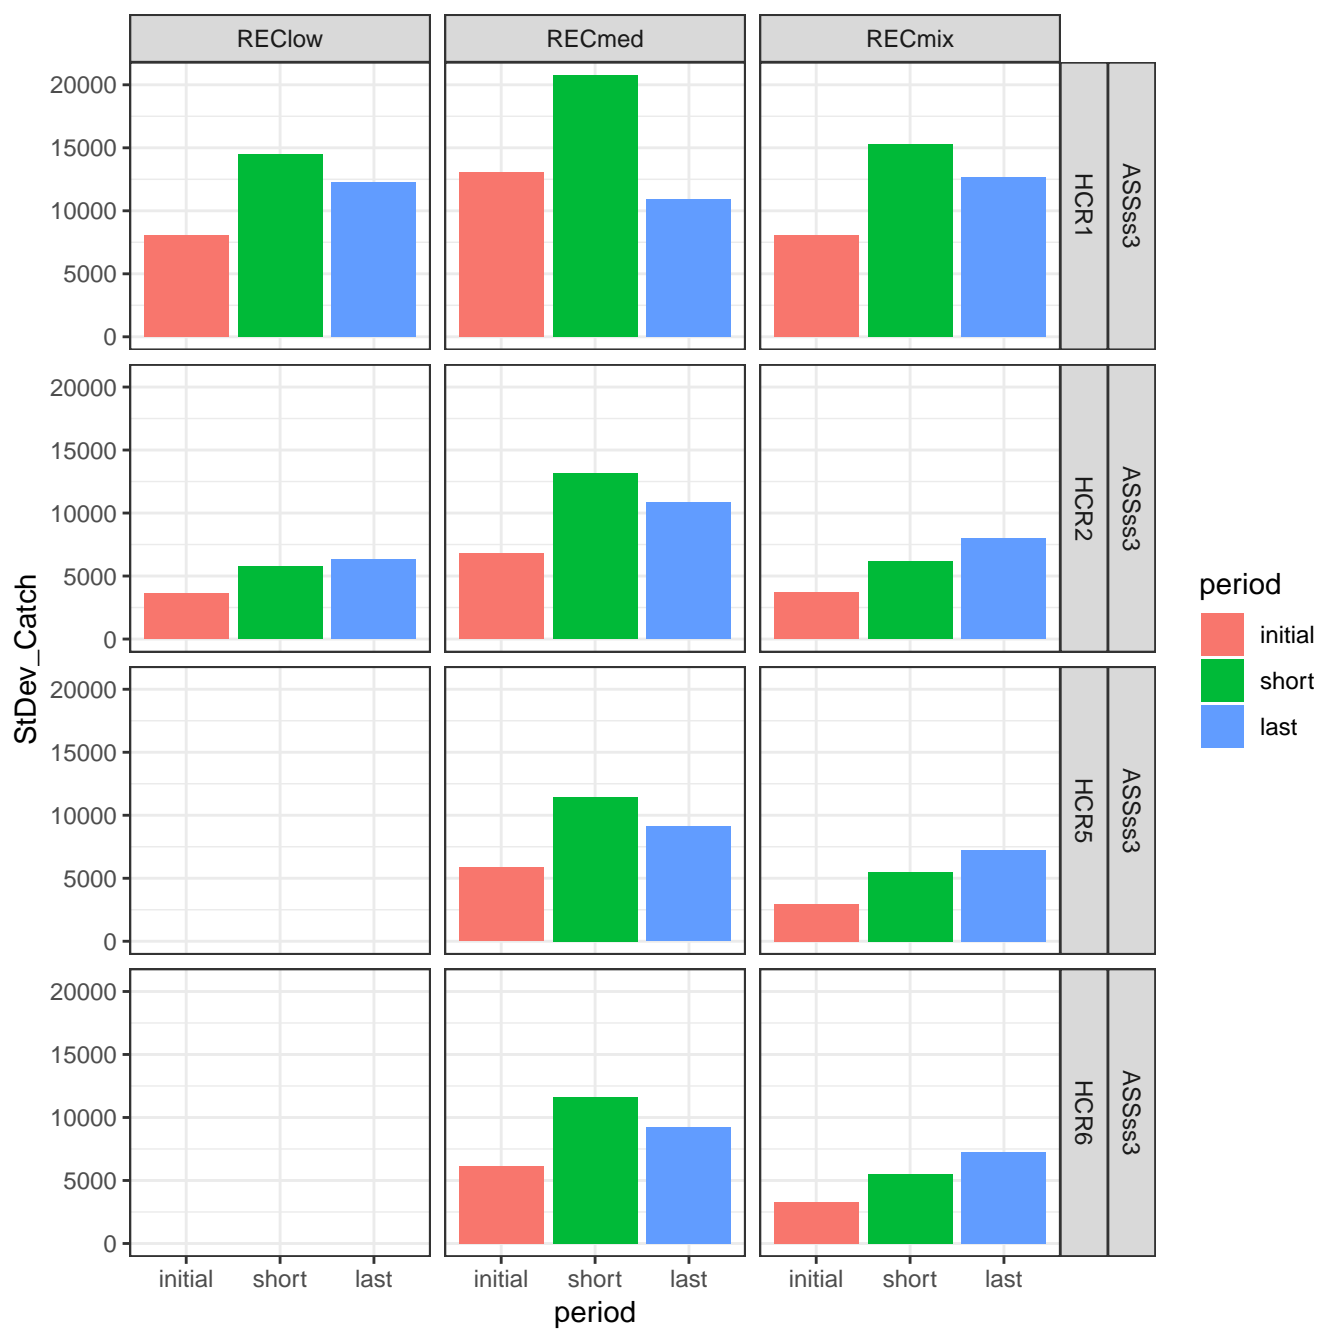 REClow RECmed RECmix
20000
15000
10000
5000
0
HCR1 ASSss3
20000
15000
10000
5000
0
HCR2 ASSss3
20000
15000
10000
5000
0
HCR5 ASSss3
20000
15000
10000
5000
0
HCR6 ASSss3
initial short last initial short last initial short last
period
StDev_Catch
period
initial
short
last